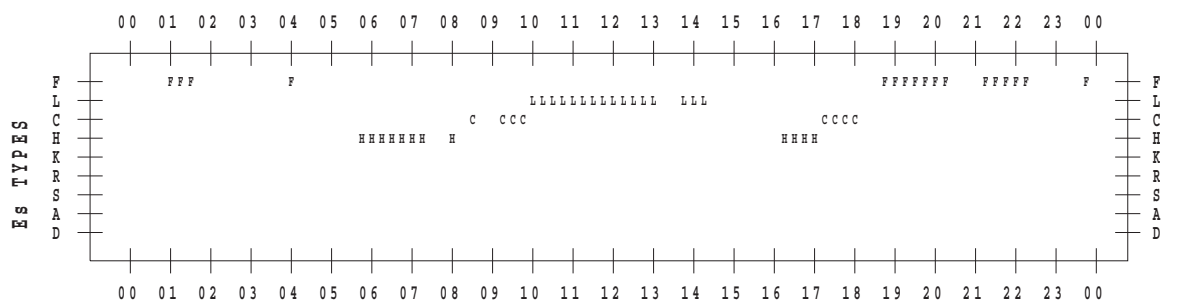 00 01 02 03 04 05 06 07 08 09 10 11 12 13 14 15 16 17 18 19 20 21 22 23 00
F FFF F FFFFFFF FFFFF F F
L LLLLLLLLLLLLL LLL L
C C CCC CCCC C
H HHHHHHH H HHHH H
K K
R R
S S
A A
D D
Es TYPES
00 01 02 03 04 05 06 07 08 09 10 11 12 13 14 15 16 17 18 19 20 21 22 23 00